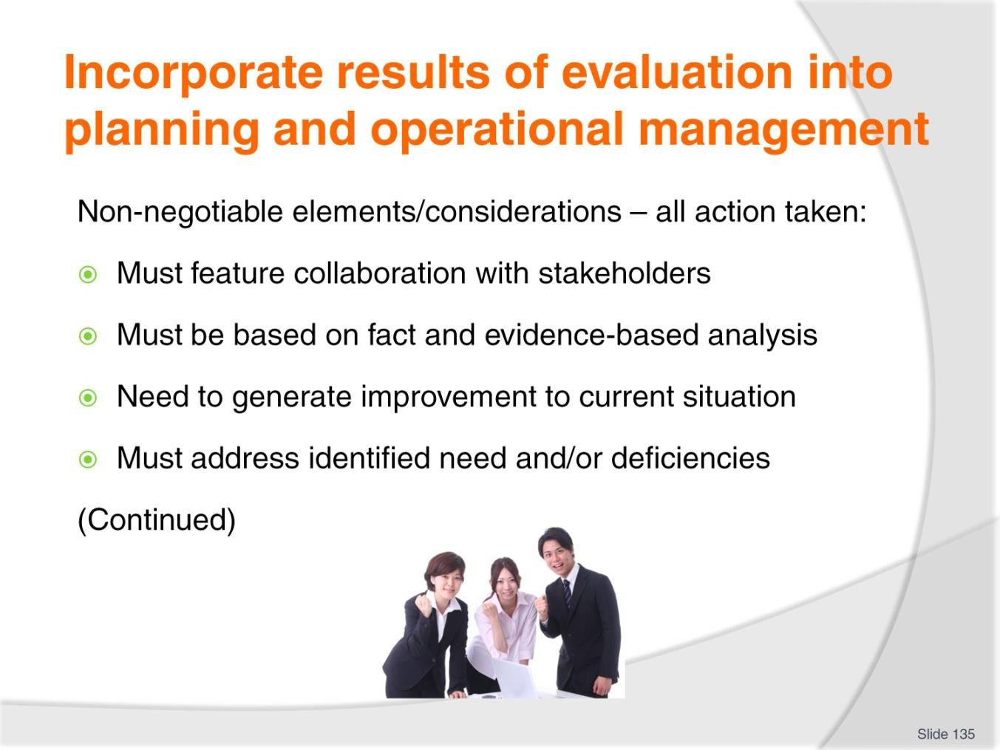 Incorporate results of evaluation into
planning and operational management
Non-negotiable elements/considerations – all action taken:
Must feature collaboration with stakeholders
Must be based on fact and evidence-based analysis
Need to generate improvement to current situation
Must address identified need and/or deficiencies
(Continued)
Slide 135